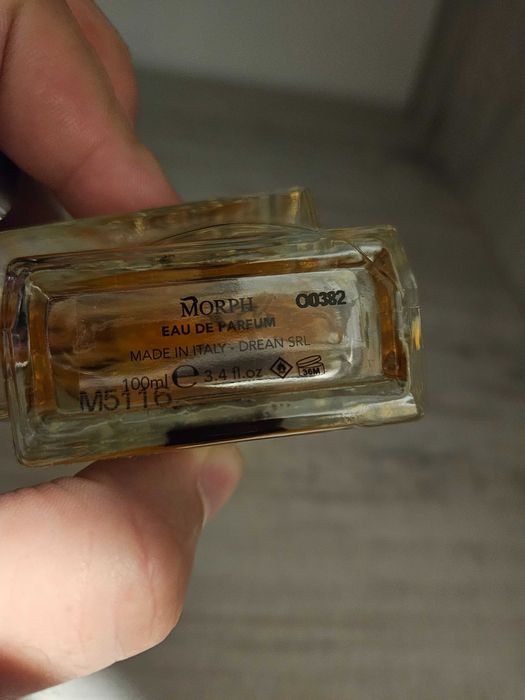 MORPH 00382
EAU DE PARFUM
MADE IN ITALY - DREAN SRL
100ml e 3.4 fl.oz 36M
M5116